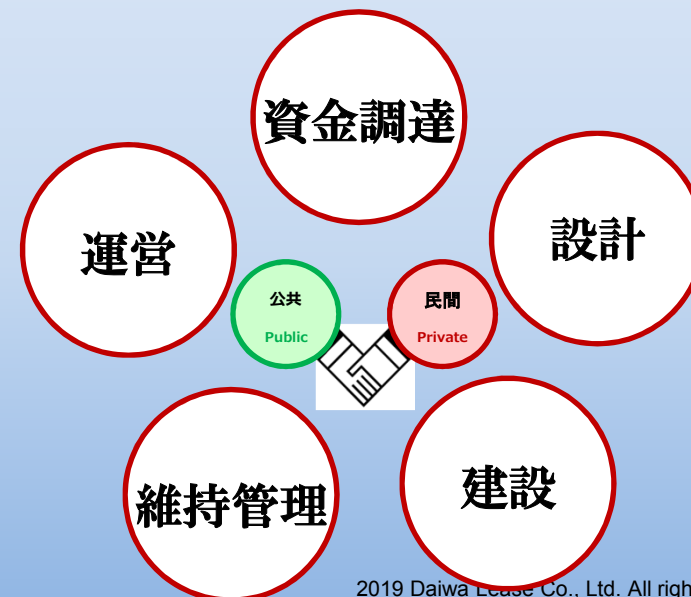 資金調達
運営
設計
公共
Public
民間
Private
維持管理
建設
2019 Daiwa Lease Co., Ltd. All righ